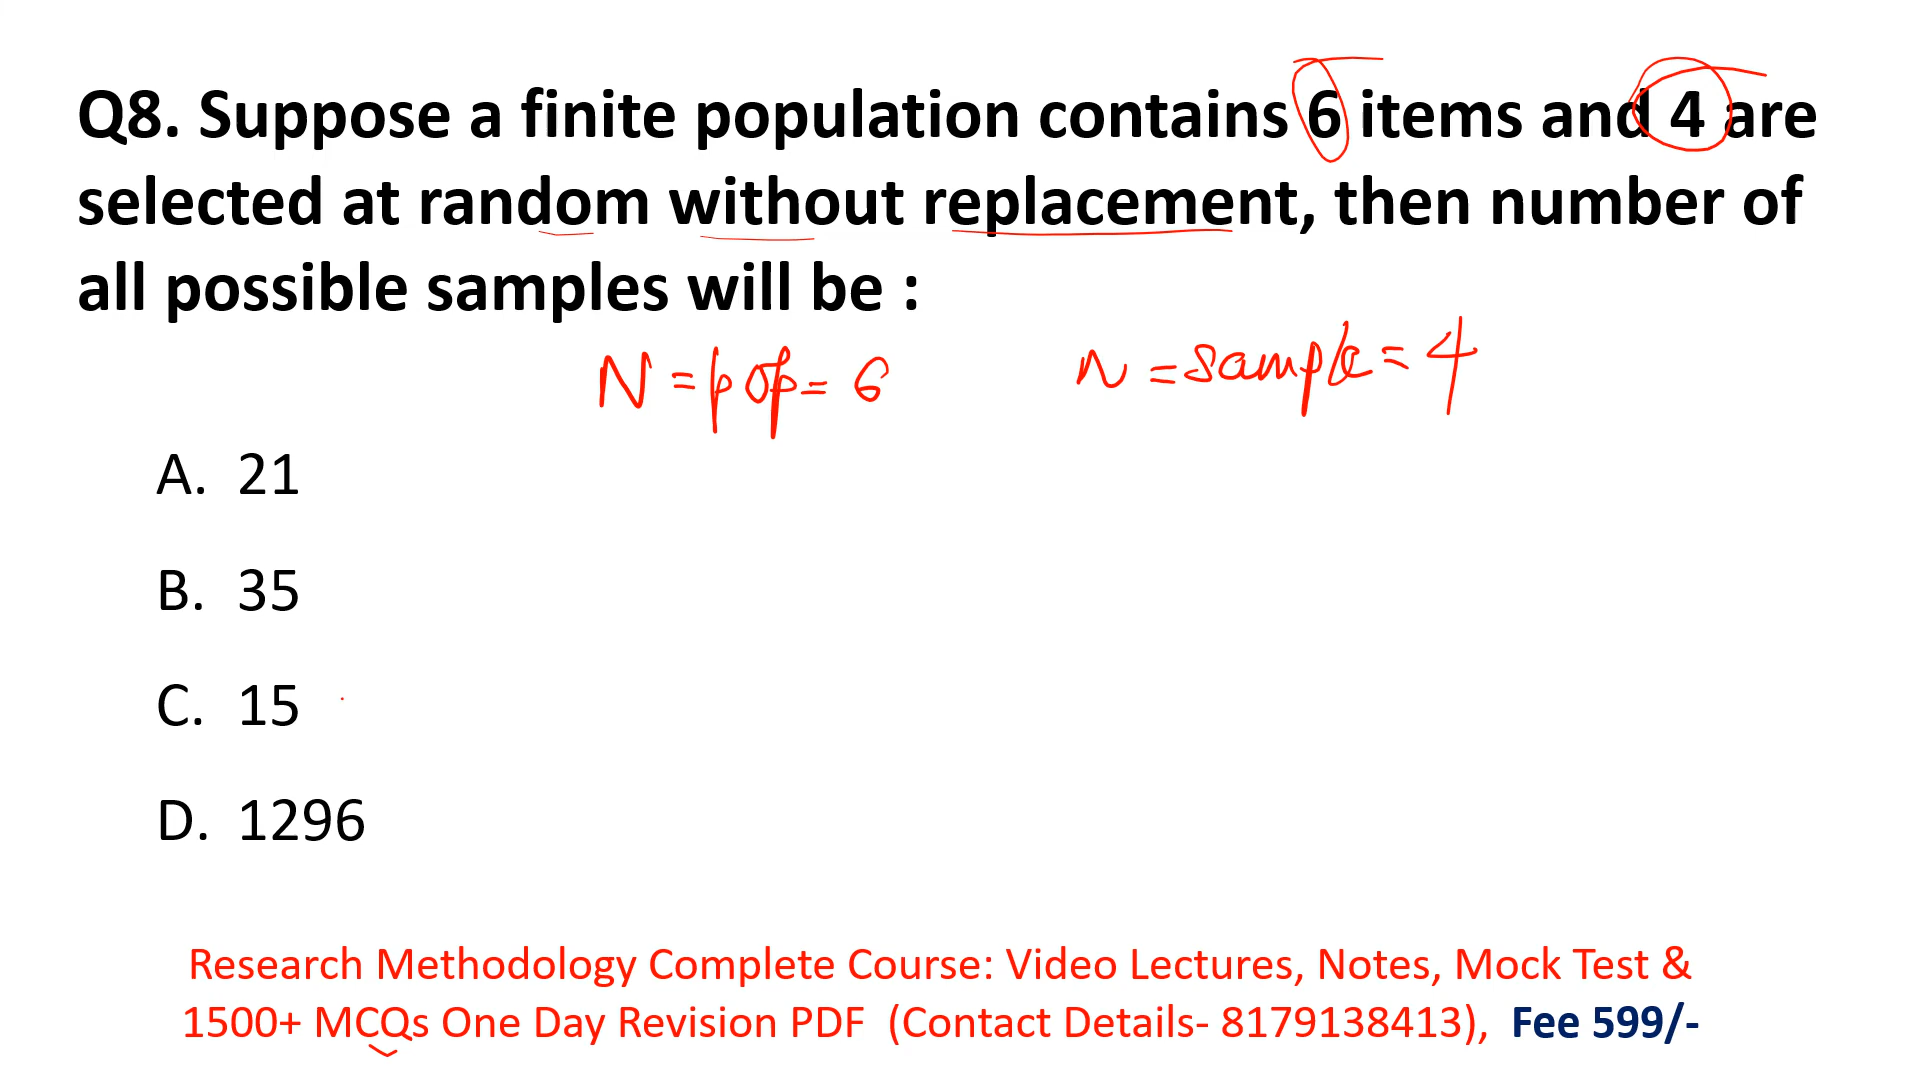 Q8. Suppose a finite population contains 6 items and 4 are
selected at random without replacement, then number of
all possible samples will be :
N = pop = 6
n = sample = 4
A. 21
B. 35
C. 15
D. 1296
Research Methodology Complete Course: Video Lectures, Notes, Mock Test &
1500+ MCQs One Day Revision PDF (Contact Details- 8179138413), Fee 599/-